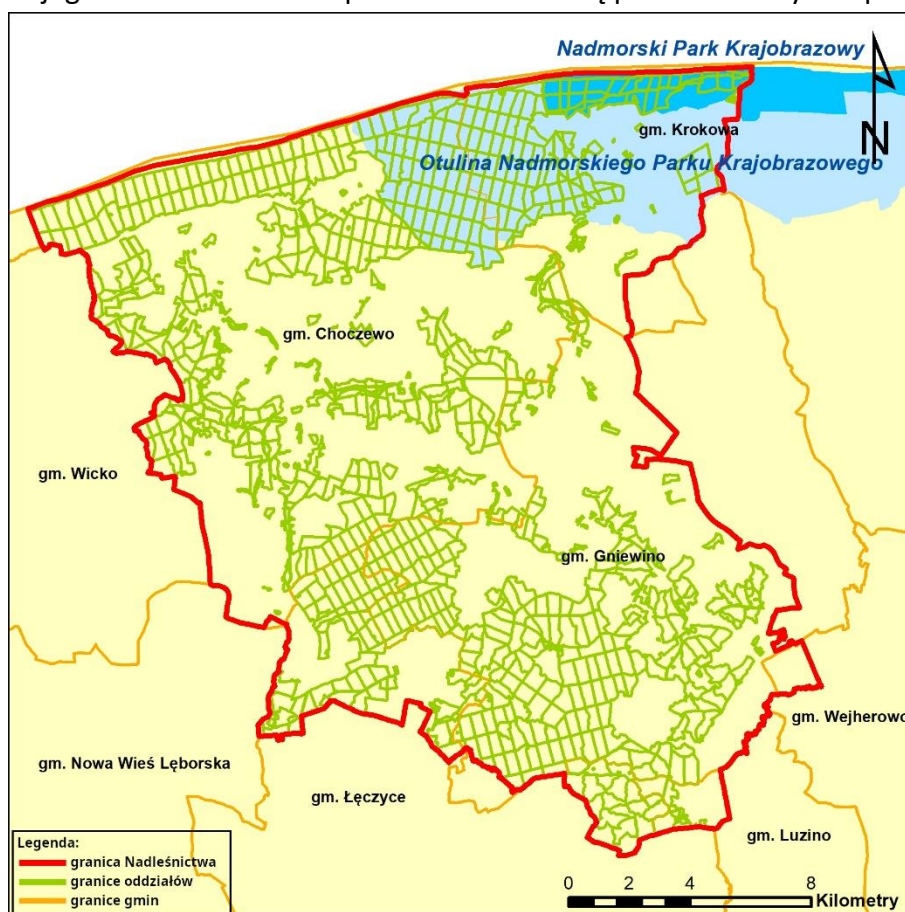 Nadmorski Park Krajobrazowy
N
gm. Krokowa
Otulina Nadmorskiego Parku Krajobrazowego
gm. Choczewo
gm. Wicko
gm. Gniewino
gm. Wejherowo
gm. Nowa Wieś Lęborska
gm. Łęczyce
gm. Luzino
Legenda:
granica Nadleśnictwa
granice oddziałów
granice gmin
0 2 4 8
Kilometry